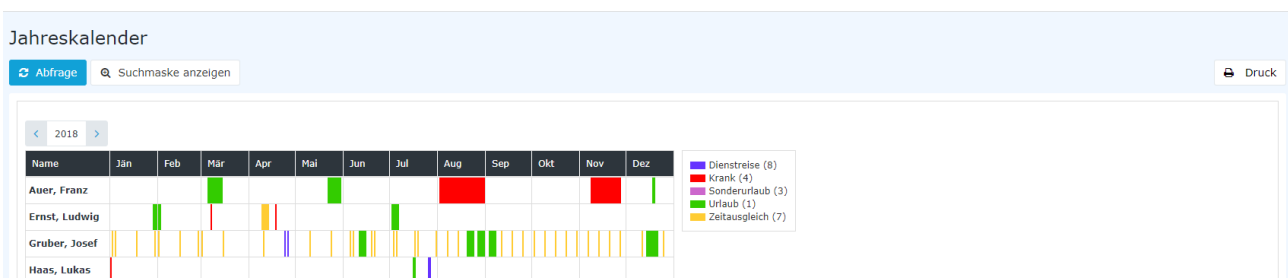 Jahreskalender
Abfrage Suchmaske anzeigen Druck
2018
Name Jän Feb Mär Apr Mai Jun Jul Aug Sep Okt Nov Dez
Dienstreise (8)
Krank (4)
Sonderurlaub (3)
Urlaub (1)
Zeitausgleich (7)
Auer, Franz
Ernst, Ludwig
Gruber, Josef
Haas, Lukas